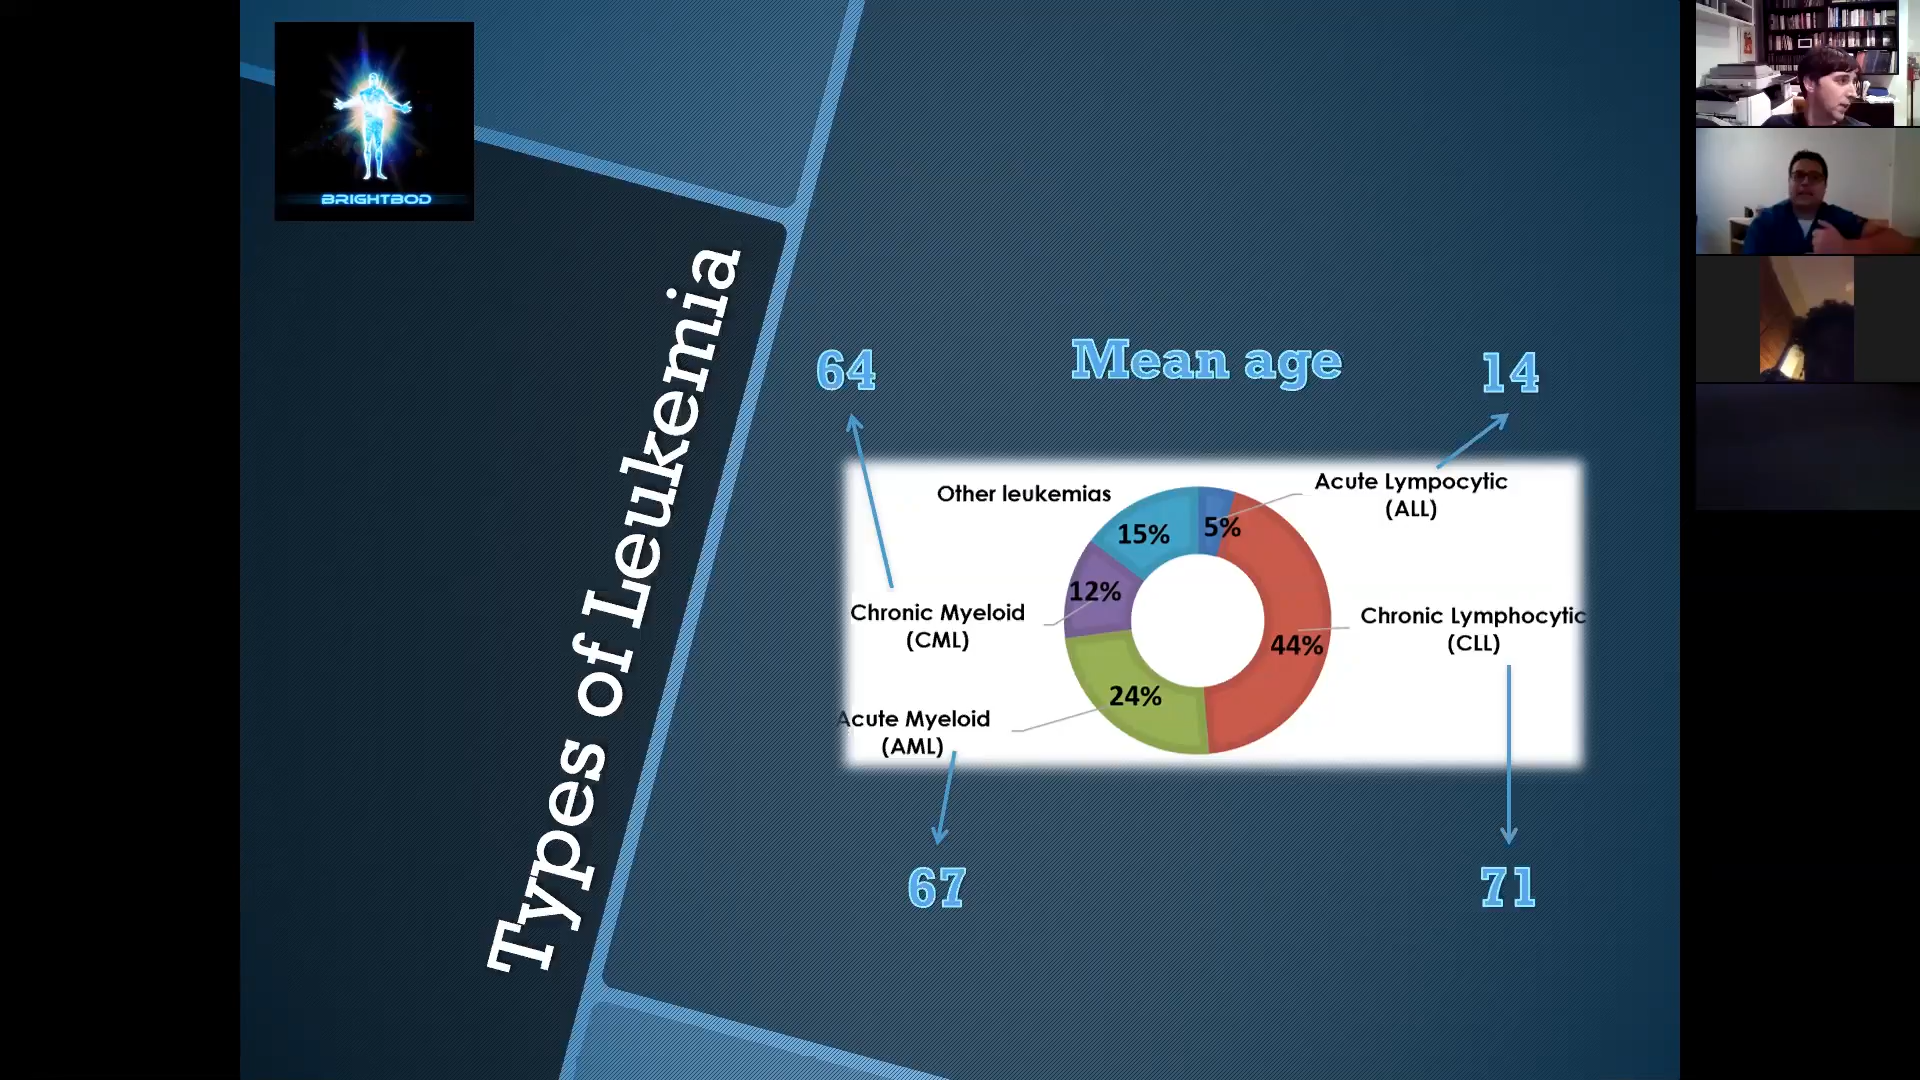 BRIGHTBOD
Types of Leukemia
Mean age
64
14
Other leukemias
Acute Lympocytic
(ALL)
15%
5%
12%
Chronic Myeloid
(CML)
Chronic Lymphocytic
(CLL)
44%
24%
Acute Myeloid
(AML)
67
71